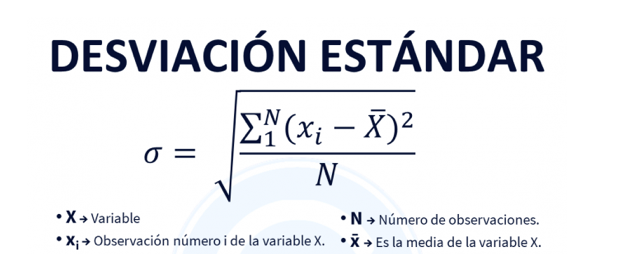 DESVIACIÓN ESTÁNDAR
σ = √(∑₁ᴺ(xᵢ − X̄)² / N)
• X → Variable
• N → Número de observaciones.
• xᵢ → Observación número i de la variable X.
• x̄ → Es la media de la variable X.